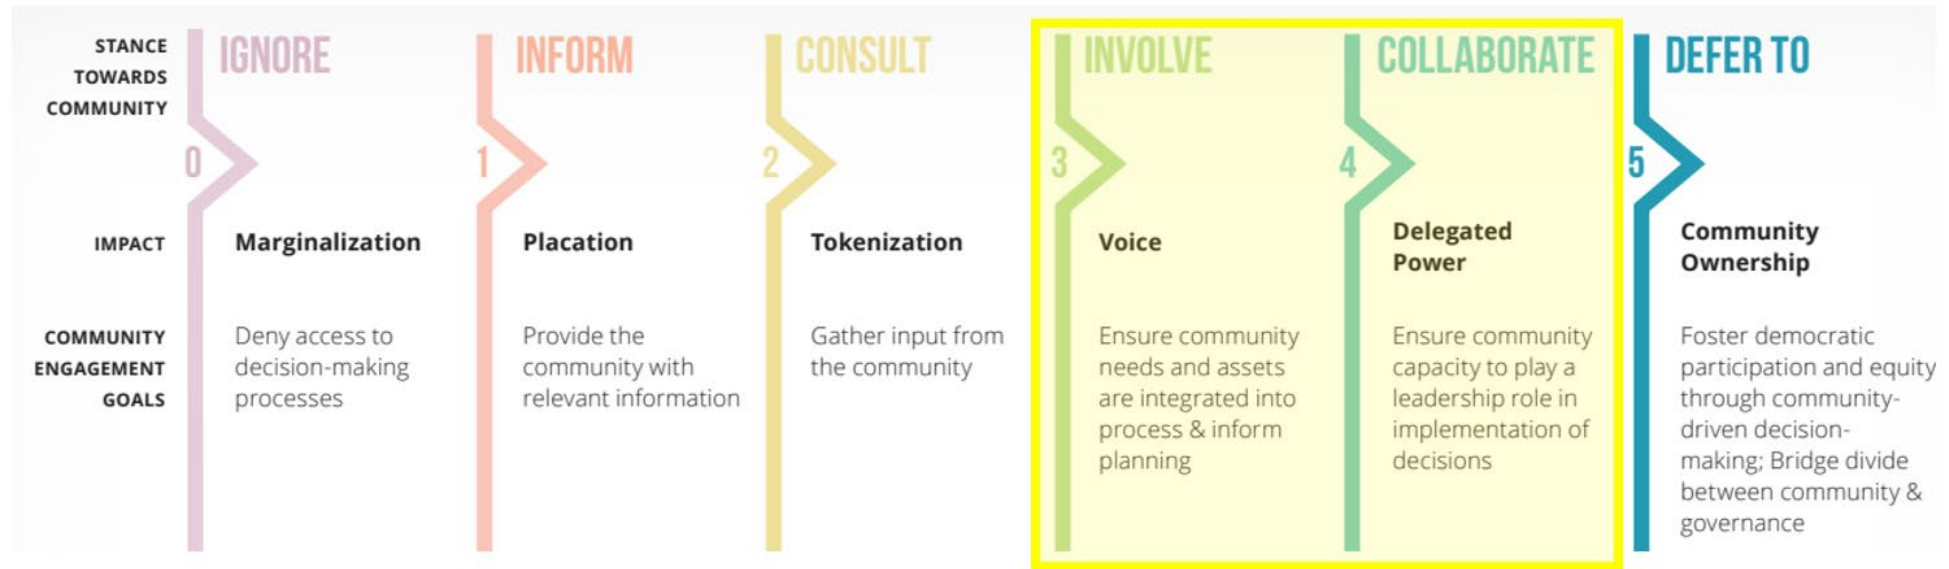 STANCE
TOWARDS
COMMUNITY
IGNORE
INFORM
CONSULT
INVOLVE
COLLABORATE
DEFER TO
0
1
2
3
4
5
IMPACT
Marginalization
Placation
Tokenization
Voice
Delegated
Power
Community
Ownership
COMMUNITY
ENGAGEMENT
GOALS
Deny access to
decision-making
processes
Provide the
community with
relevant information
Gather input from
the community
Ensure community
needs and assets
are integrated into
process & inform
planning
Ensure community
capacity to play a
leadership role in
implementation of
decisions
Foster democratic
participation and equity
through community-
driven decision-
making; Bridge divide
between community &
governance